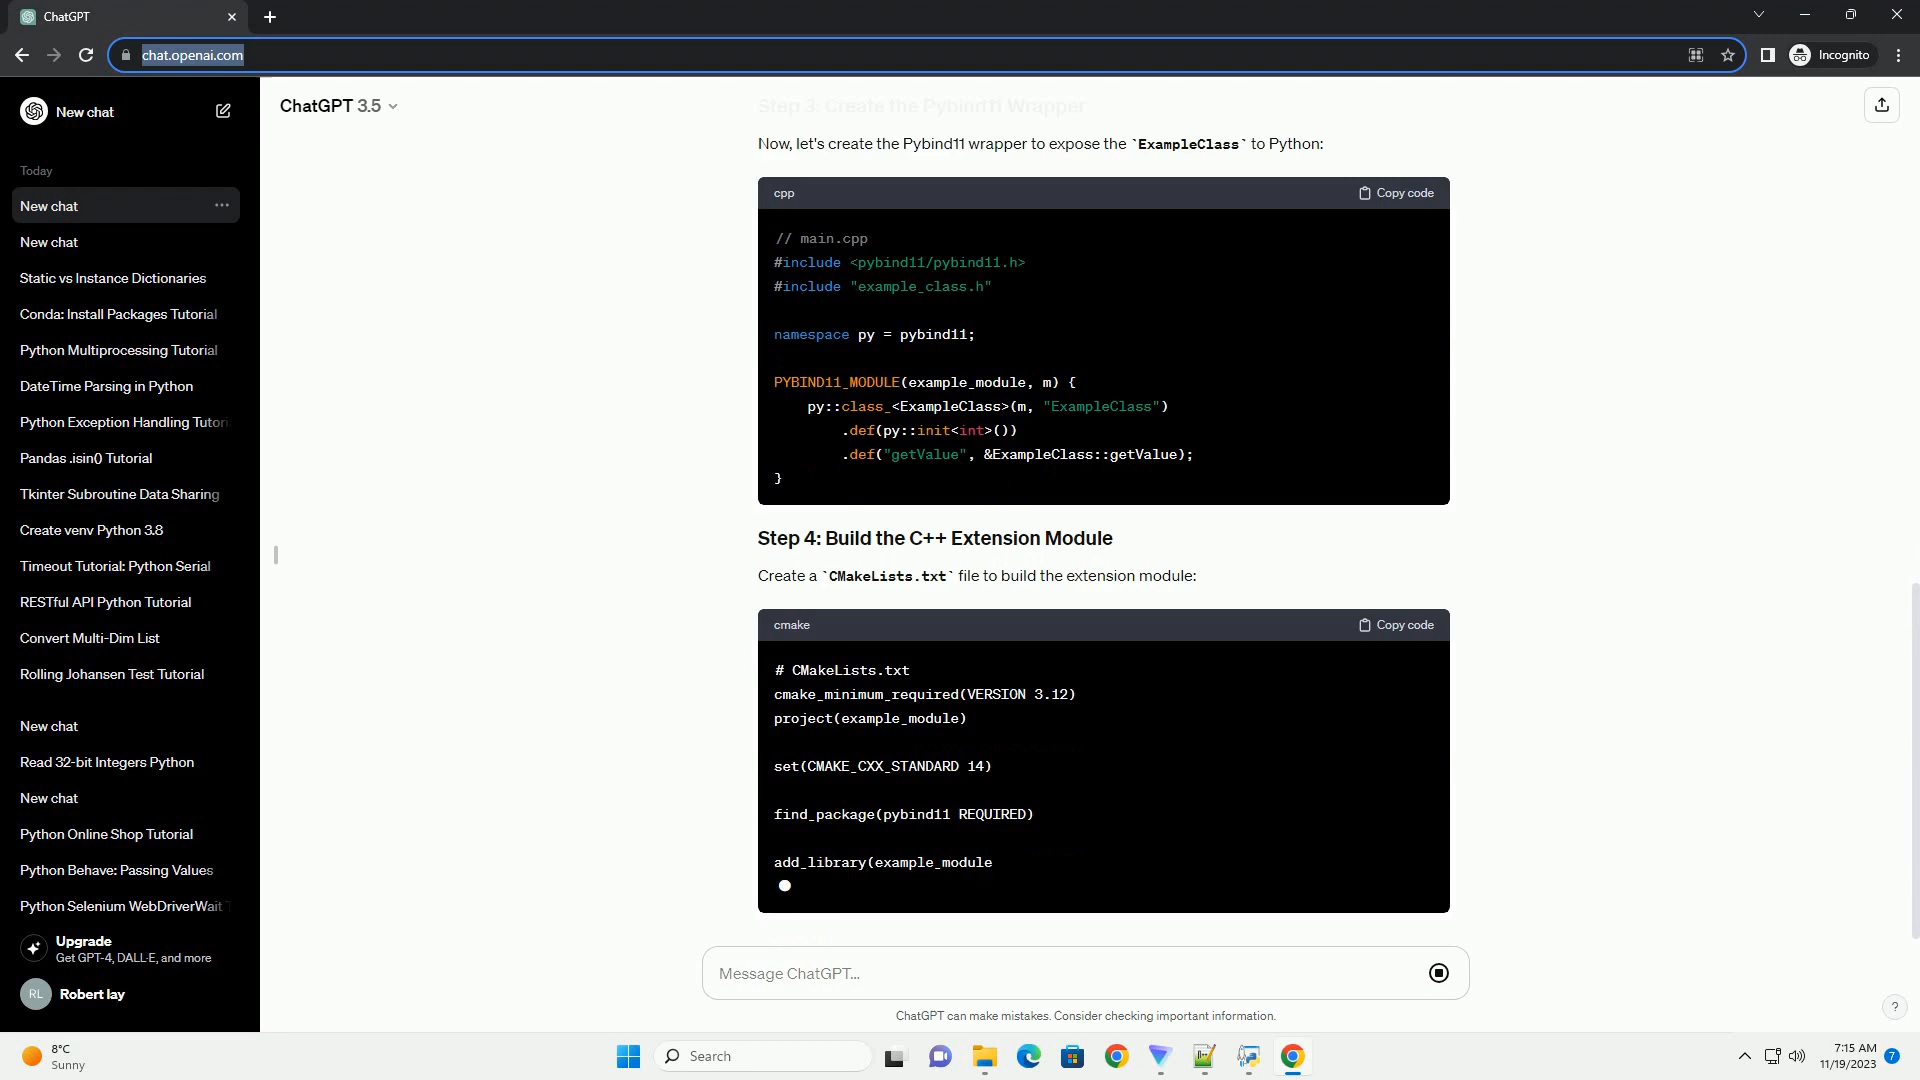 ChatGPT
chat.openai.com
Incognito
New chat
Today
New chat
New chat
Static vs Instance Dictionaries
Conda: Install Packages Tutorial
Python Multiprocessing Tutorial
DateTime Parsing in Python
Python Exception Handling Tutori
Pandas .isin() Tutorial
Tkinter Subroutine Data Sharing
Create venv Python 3.8
Timeout Tutorial: Python Serial
RESTful API Python Tutorial
Convert Multi-Dim List
Rolling Johansen Test Tutorial
New chat
Read 32-bit Integers Python
New chat
Python Online Shop Tutorial
Python Behave: Passing Values
Python Selenium WebDriverWait T
Upgrade
Get GPT-4, DALL·E, and more
RL Robert lay
ChatGPT 3.5
Step 3: Create the Pybind11 Wrapper
Now, let's create the Pybind11 wrapper to expose the `ExampleClass` to Python:
cpp Copy code
// main.cpp
#include <pybind11/pybind11.h>
#include "example_class.h"
namespace py = pybind11;
PYBIND11_MODULE(example_module, m) {
py::class_<ExampleClass>(m, "ExampleClass")
.def(py::init<int>())
.def("getValue", &ExampleClass::getValue);
}
Step 4: Build the C++ Extension Module
Create a `CMakeLists.txt` file to build the extension module:
cmake Copy code
# CMakeLists.txt
cmake_minimum_required(VERSION 3.12)
project(example_module)
set(CMAKE_CXX_STANDARD 14)
find_package(pybind11 REQUIRED)
add_library(example_module
Message ChatGPT...
ChatGPT can make mistakes. Consider checking important information.
?
8°C
Sunny
Search
7:15 AM
11/19/2023
7